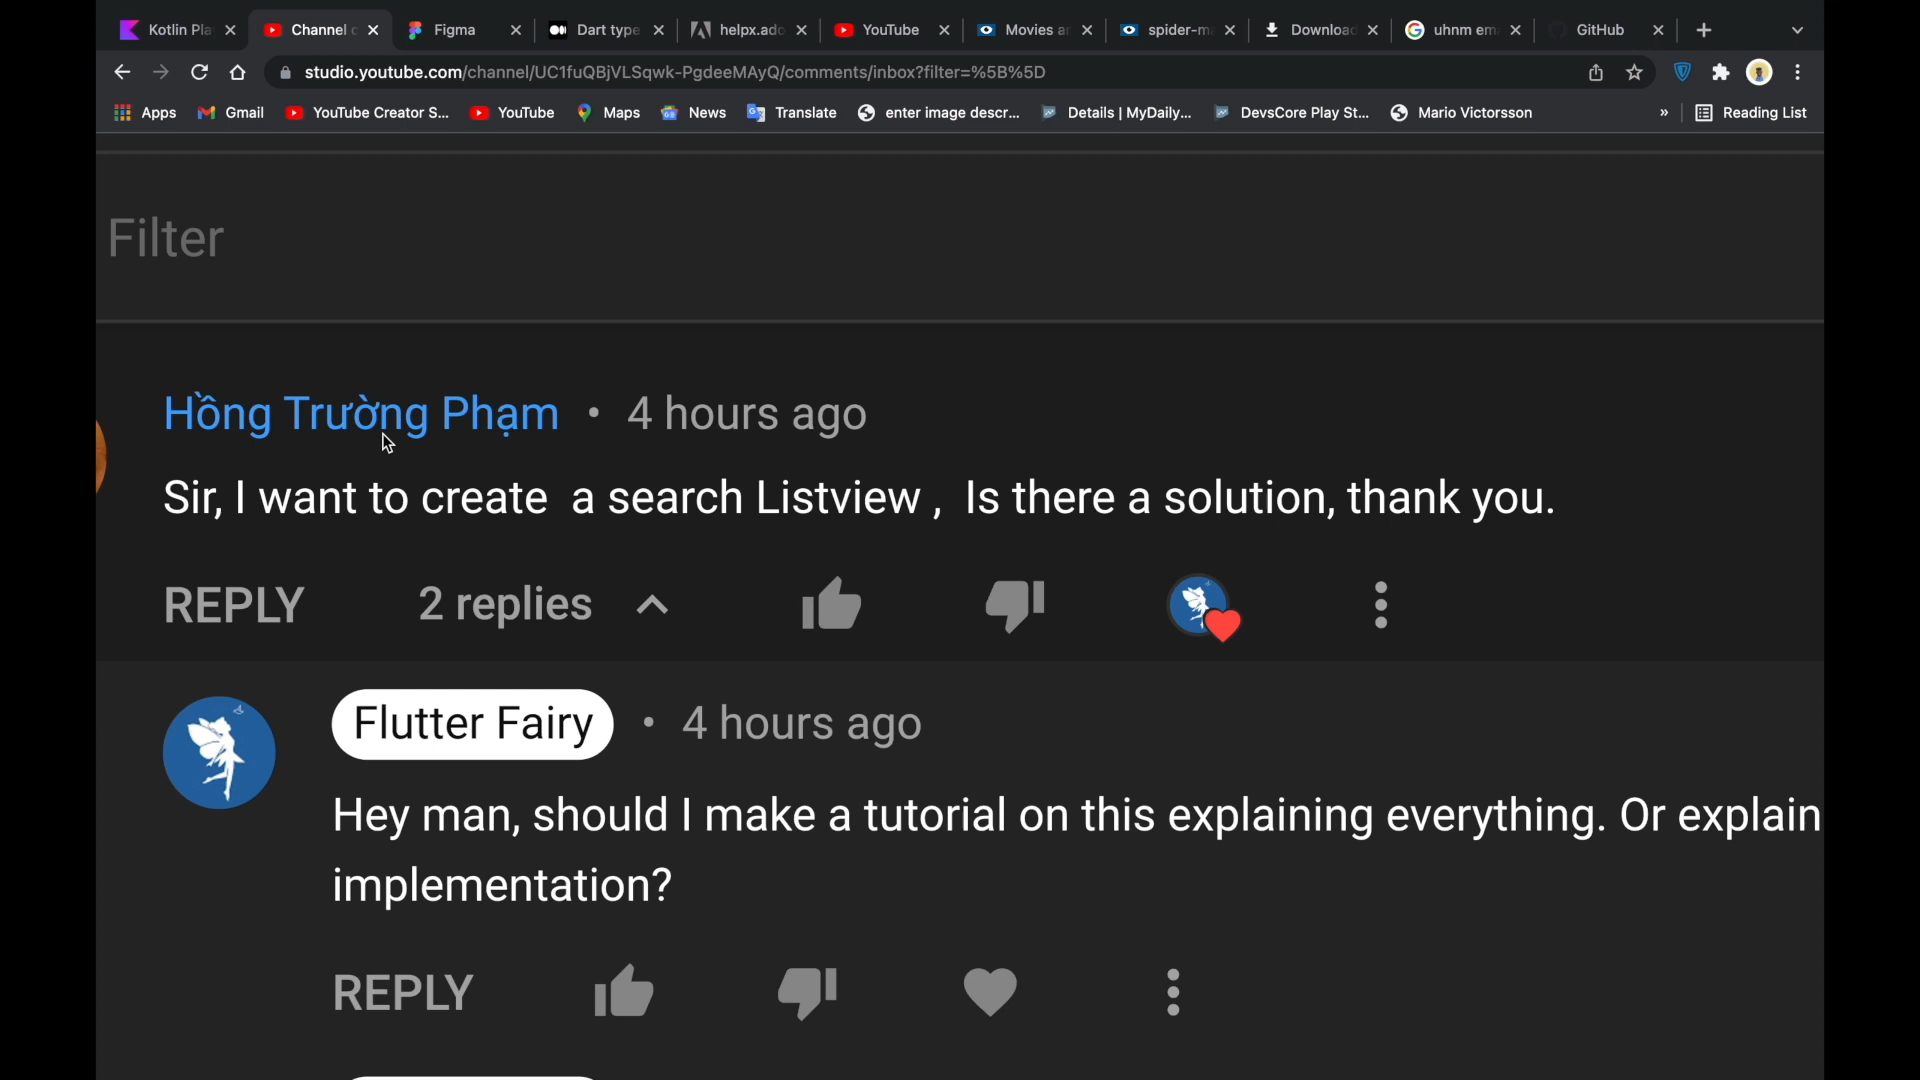 Kotlin Pla
Channel c
Figma
Dart type
helpx.ado
YouTube
Movies an
spider-m
Download
uhnm em
GitHub
studio.youtube.com/channel/UC1fuQBjVLSqwk-PgdeeMAyQ/comments/inbox?filter=%5B%5D
Apps
Gmail
YouTube Creator S...
YouTube
Maps
News
Translate
enter image descr...
Details | MyDaily...
DevsCore Play St...
Mario Victorsson
»
Reading List
Filter
Hồng Trường Phạm • 4 hours ago
Sir, I want to create a search Listview , Is there a solution, thank you.
REPLY
2 replies
Flutter Fairy • 4 hours ago
Hey man, should I make a tutorial on this explaining everything. Or explain
implementation?
REPLY